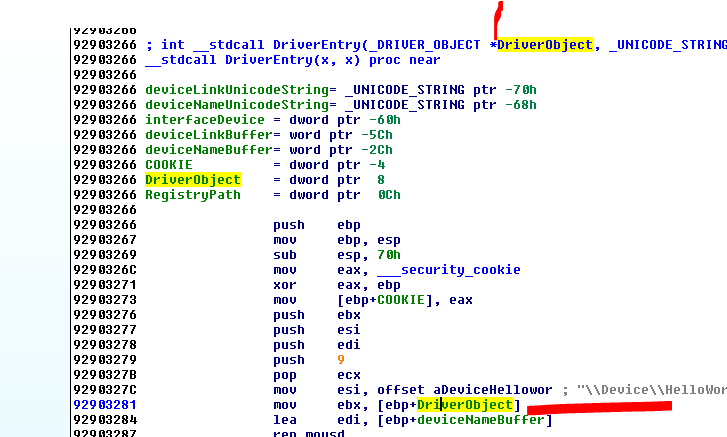 92903266
92903266 ; int __stdcall DriverEntry(_DRIVER_OBJECT *DriverObject, _UNICODE_STRING
92903266 __stdcall DriverEntry(x, x) proc near
92903266
92903266 deviceLinkUnicodeString= _UNICODE_STRING ptr -70h
92903266 deviceNameUnicodeString= _UNICODE_STRING ptr -68h
92903266 interfaceDevice = dword ptr -60h
92903266 deviceLinkBuffer= word ptr -5Ch
92903266 deviceNameBuffer= word ptr -2Ch
92903266 COOKIE = dword ptr -4
92903266 DriverObject = dword ptr 8
92903266 RegistryPath = dword ptr 0Ch
92903266
92903266 push ebp
92903267 mov ebp, esp
92903269 sub esp, 70h
9290326C mov eax, ___security_cookie
92903271 xor eax, ebp
92903273 mov [ebp+COOKIE], eax
92903276 push ebx
92903277 push esi
92903278 push edi
92903279 push 9
9290327B pop ecx
9290327C mov esi, offset aDeviceHellowor ; "\\Device\\HelloWor
92903281 mov ebx, [ebp+DriverObject]
92903284 lea edi, [ebp+deviceNameBuffer]
92903287 rep movsd